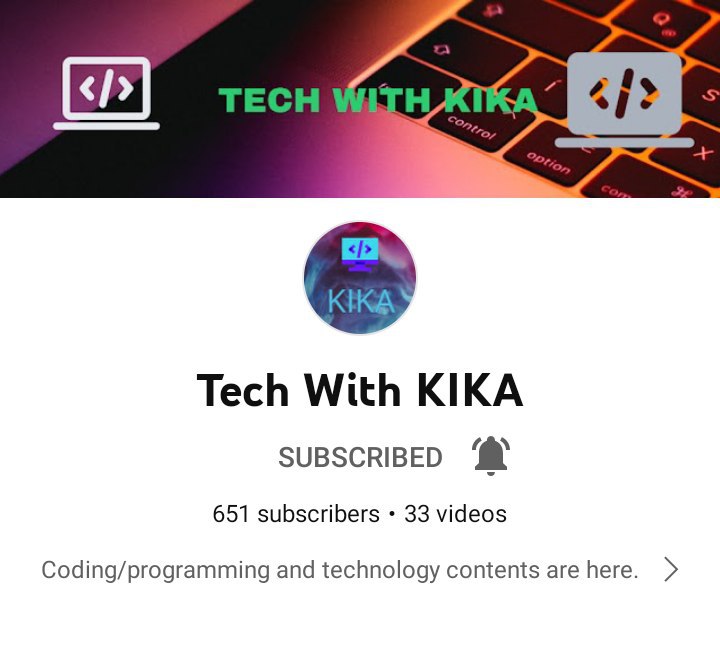 </>
TECH WITH KIKA
</>
control
option
com
⌘
Q
S
X
</>
KIKA
Tech With KIKA
SUBSCRIBED
651 subscribers • 33 videos
Coding/programming and technology contents are here.